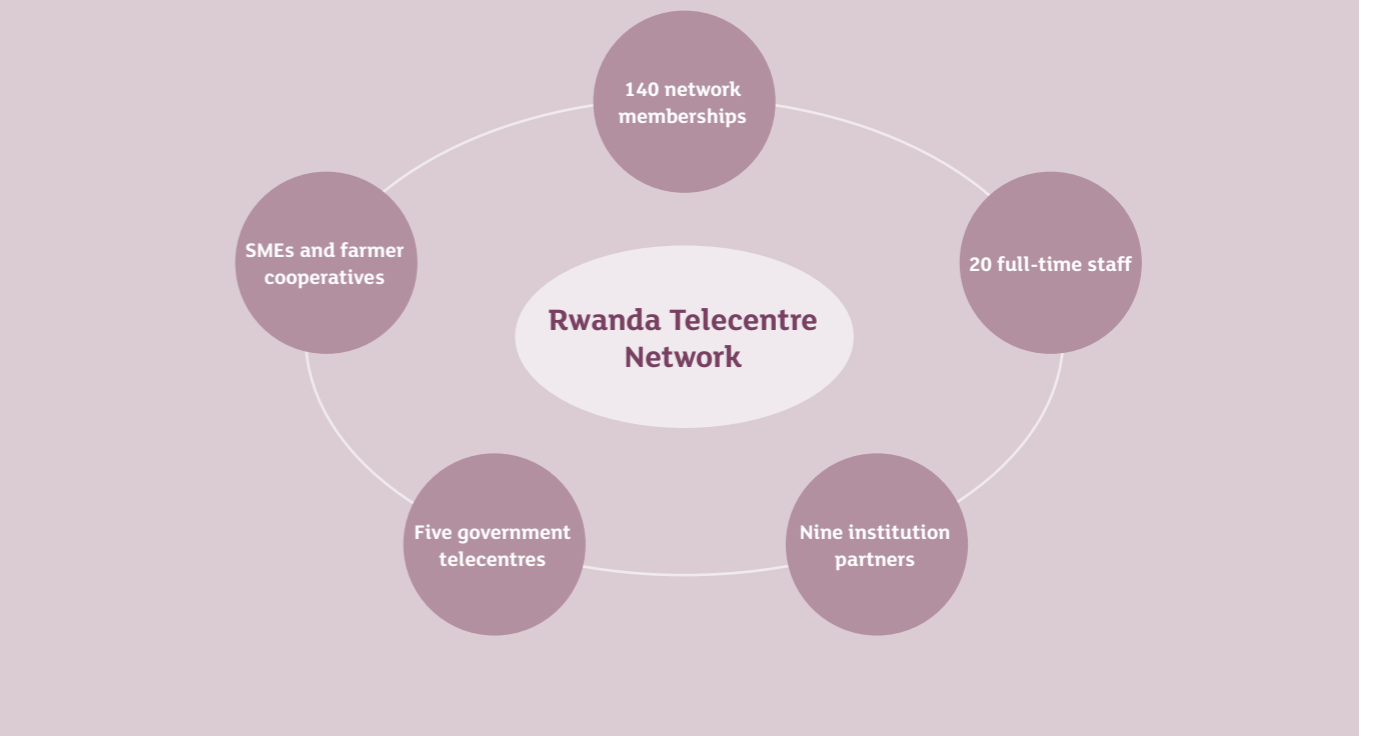 140 network
memberships
SMEs and farmer
cooperatives
20 full-time staff
Rwanda Telecentre
Network
Five government
telecentres
Nine institution
partners